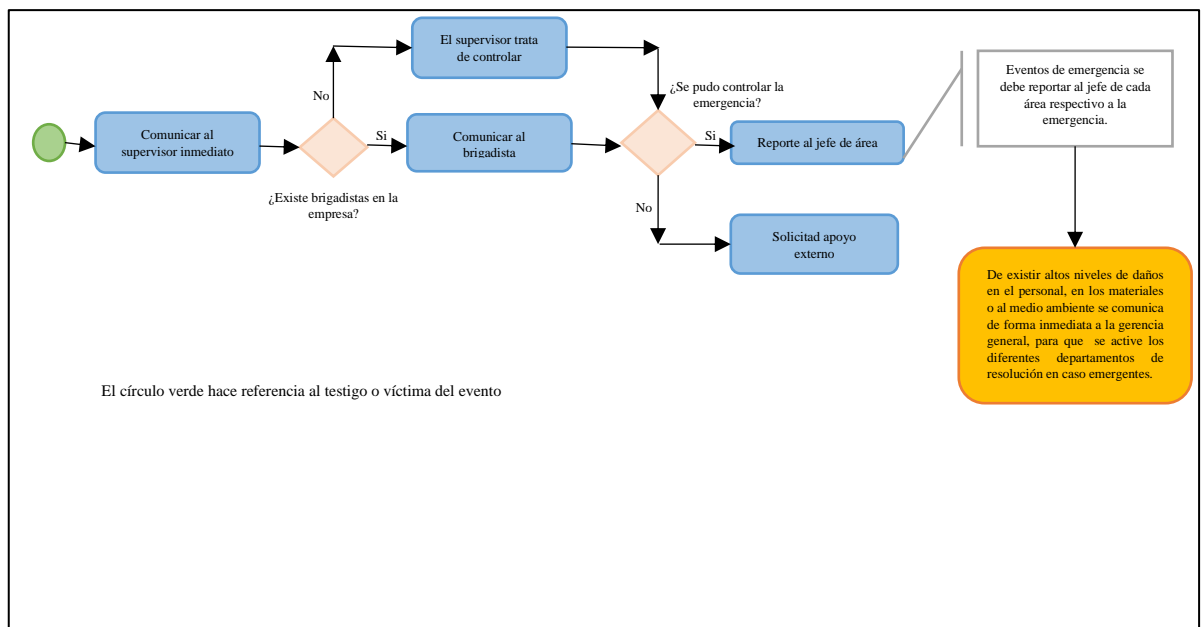 El supervisor trata
de controlar
¿Se pudo controlar la
emergencia?
Eventos de emergencia se
debe reportar al jefe de cada
área respectivo a la
emergencia.
No
Comunicar al
supervisor inmediato
Si
Comunicar al
brigadista
Si
Reporte al jefe de área
¿Existe brigadistas en la
empresa?
No
Solicitad apoyo
externo
De existir altos niveles de daños
en el personal, en los materiales
o al medio ambiente se comunica
de forma inmediata a la gerencia
general, para que se active los
diferentes departamentos de
resolución en caso emergentes.
El círculo verde hace referencia al testigo o víctima del evento